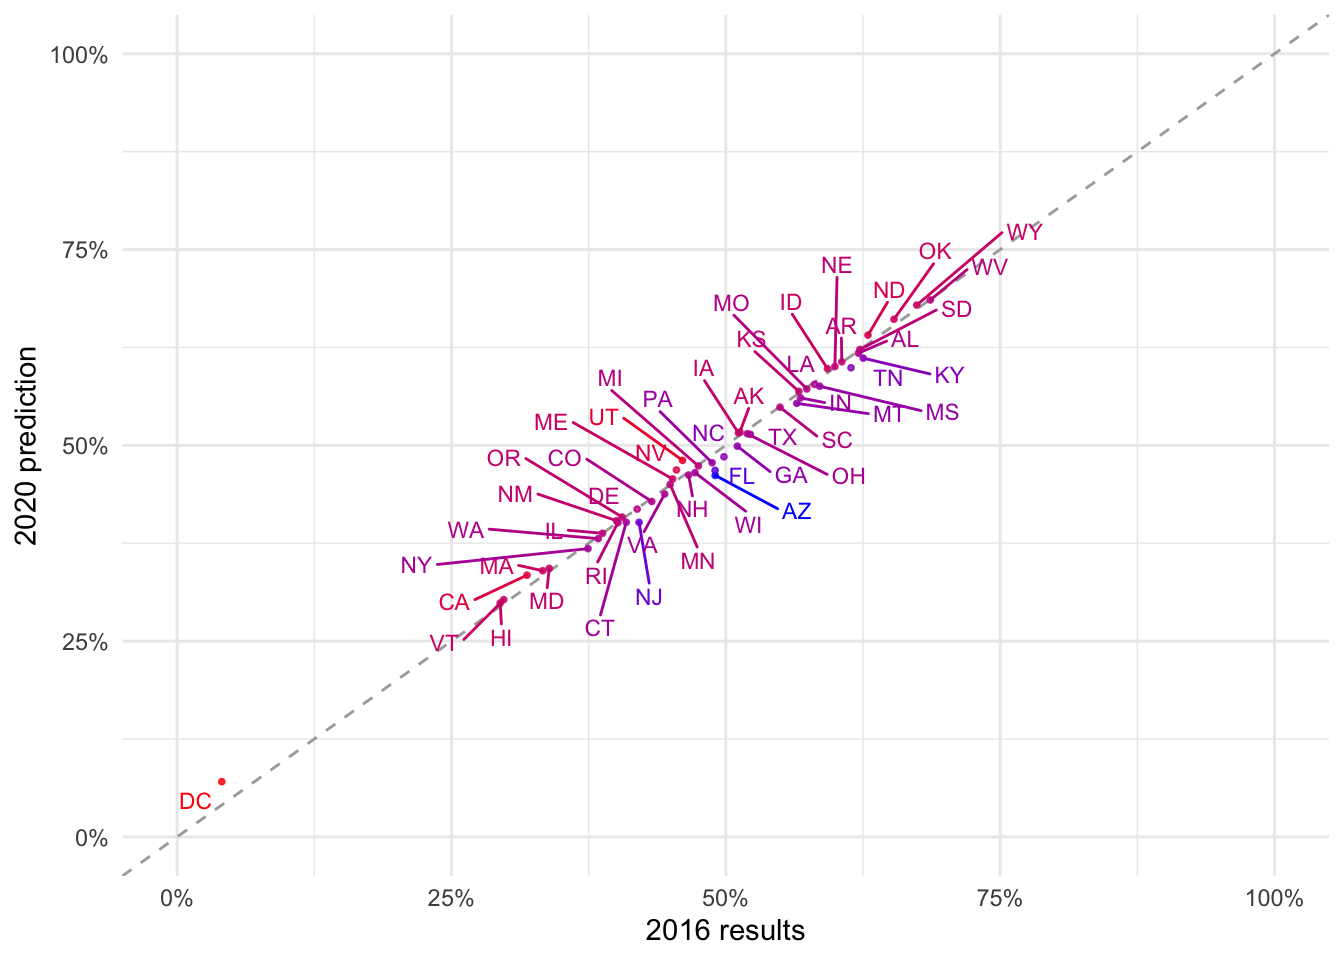 100%
75%
50%
25%
0%
2020 prediction
WY
OK
NE
WV
ND
MO
ID
SD
AR
KS
AL
LA
IA
TN
KY
MI
AK
PA
IN
MS
MT
UT
ME
NC
TX
SC
NV
OR
CO
FL
GA
OH
NM
DE
NH
AZ
WI
WA
IL
VA
MN
NY
MA
RI
CA
MD
NJ
CT
VT
HI
DC
0%
25%
50%
75%
100%
2016 results